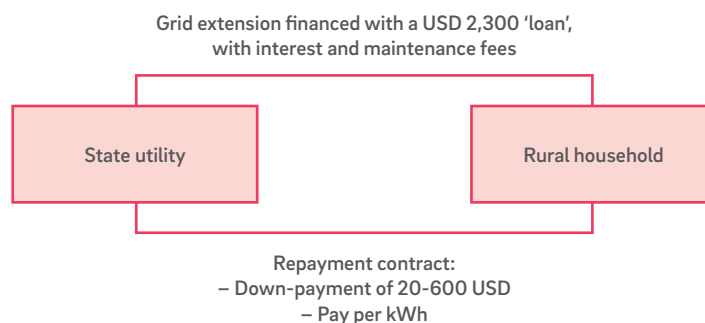 Grid extension financed with a USD 2,300 ‘loan’,
with interest and maintenance fees
State utility
Rural household
Repayment contract:
– Down-payment of 20-600 USD
– Pay per kWh